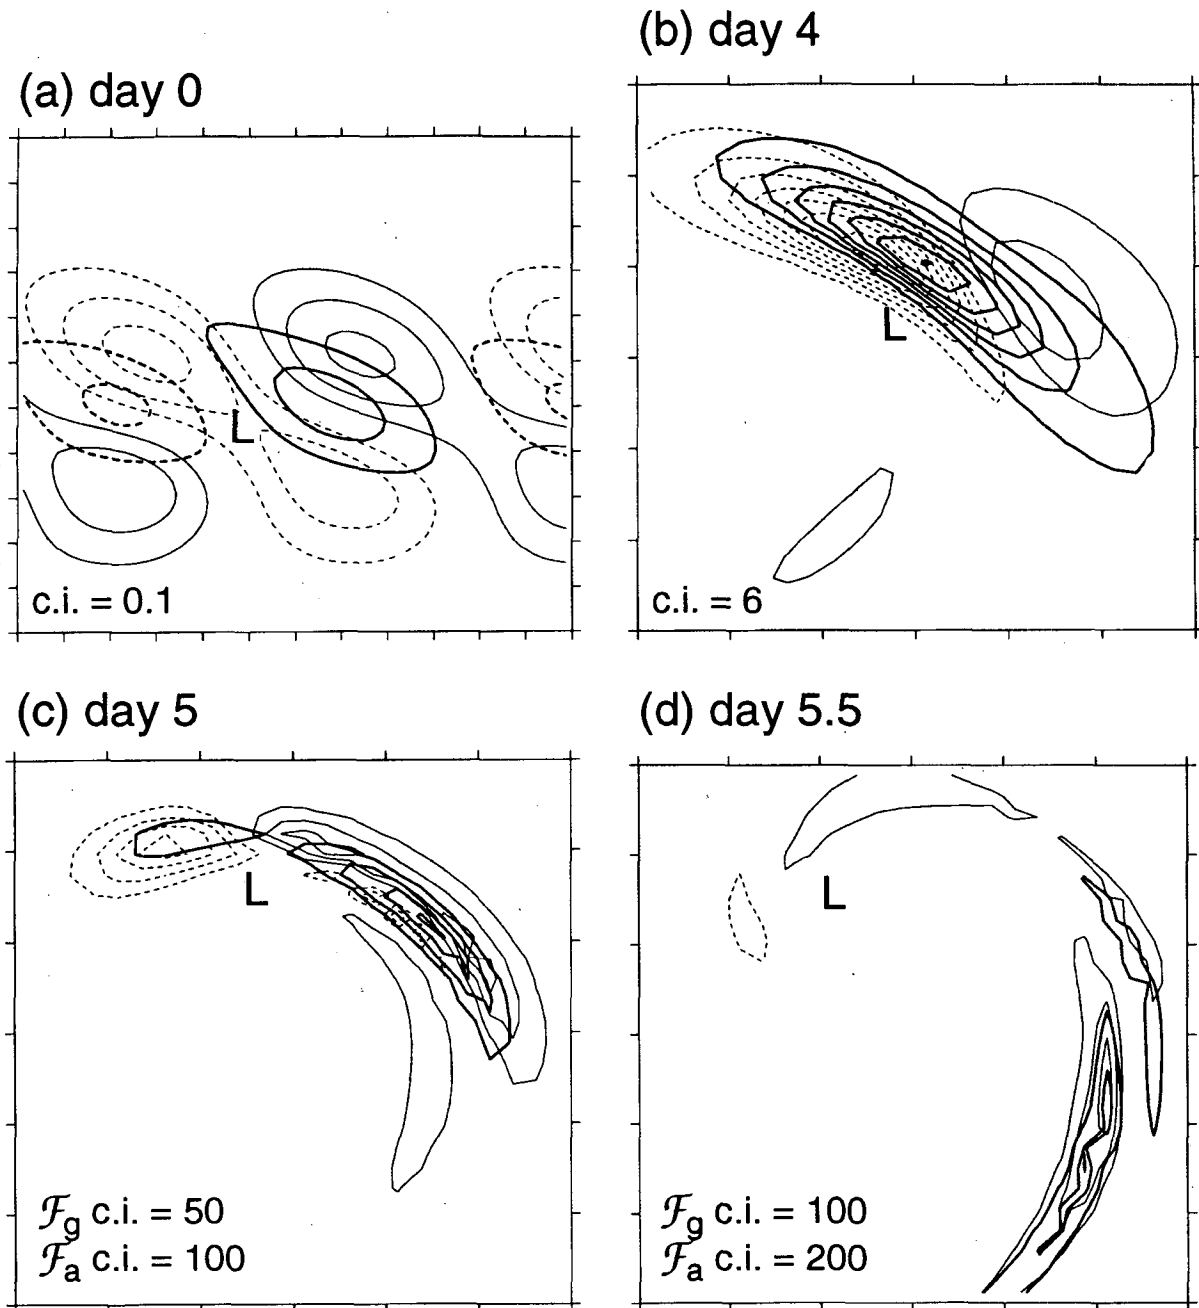 (a) day 0
L
c.i. = 0.1
(b) day 4
L
c.i. = 6
(c) day 5
L
ℱg c.i. = 50
ℱa c.i. = 100
(d) day 5.5
L
ℱg c.i. = 100
ℱa c.i. = 200